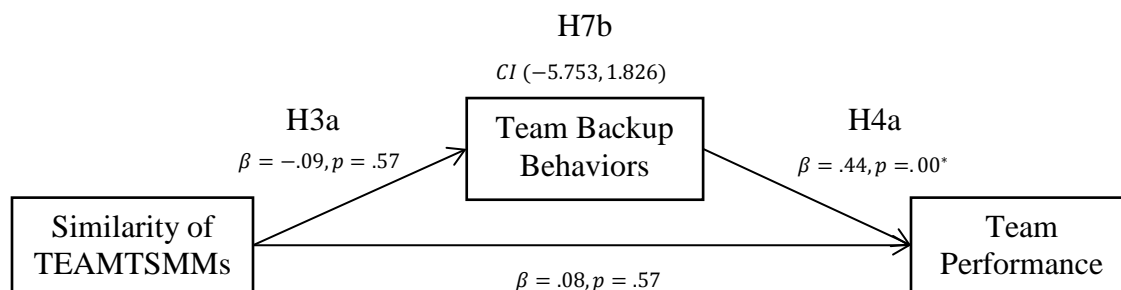 H7b
CI (−5.753, 1.826)
H3a
β = −.09, p = .57
Team Backup
Behaviors
H4a
β = .44, p =.00*
Similarity of
TEAMTSMMs
β = .08, p = .57
Team
Performance